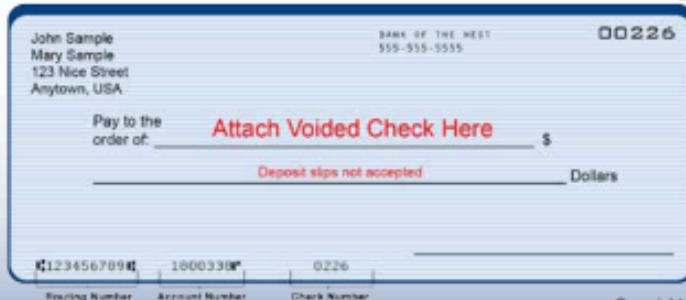 John Sample
Mary Sample
123 Nice Street
Anytown, USA
BANK OF THE WEST
555-555-5555
00226
Pay to the
order of:
Attach Voided Check Here
$
Deposit slips not accepted
Dollars
⑆123456789⑆ 1800338⑈ 0226
Routing Number Account Number Check Number